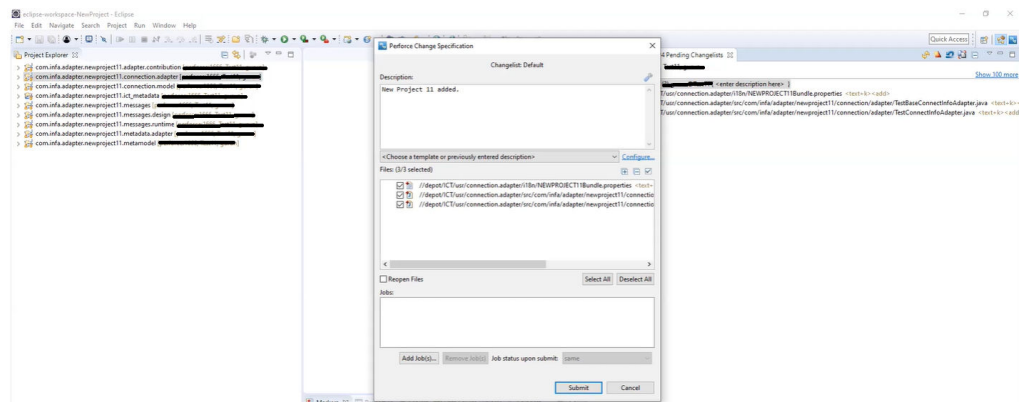 eclipse-workspace-NewProject - Eclipse
File Edit Navigate Search Project Run Window Help
Quick Access
Project Explorer
com.infa.adapter.newproject11.adapter.contribution
com.infa.adapter.newproject11.connection.adapter
com.infa.adapter.newproject11.connection.model
com.infa.adapter.newproject11.ict_metadata
com.infa.adapter.newproject11.messages
com.infa.adapter.newproject11.messages.design
com.infa.adapter.newproject11.messages.runtime
com.infa.adapter.newproject11.metadata.adapter
com.infa.adapter.newproject11.metamodel
Perforce Change Specification
Changelist: Default
Description:
New Project 11 added.
<Choose a template or previously entered description>
Configure...
Files: (3/3 selected)
//depot/ICT/usr/connection.adapter/i18n/NEWPROJECT11Bundle.properties <text+
//depot/ICT/usr/connection.adapter/src/com/infa/adapter/newproject11/connectio
//depot/ICT/usr/connection.adapter/src/com/infa/adapter/newproject11/connectio
Reopen Files
Select All Deselect All
Jobs:
Add Job(s)... Remove Job(s) Job status upon submit: same
Submit Cancel
4 Pending Changelists
Show 100 more
<enter description here> }
/usr/connection.adapter/i18n/NEWPROJECT11Bundle.properties <text+k> <add>
/usr/connection.adapter/src/com/infa/adapter/newproject11/connection/adapter/TestBaseConnectInfoAdapter.java <text+k>
/usr/connection.adapter/src/com/infa/adapter/newproject11/connection/adapter/TestConnectInfoAdapter.java <text+k> <add